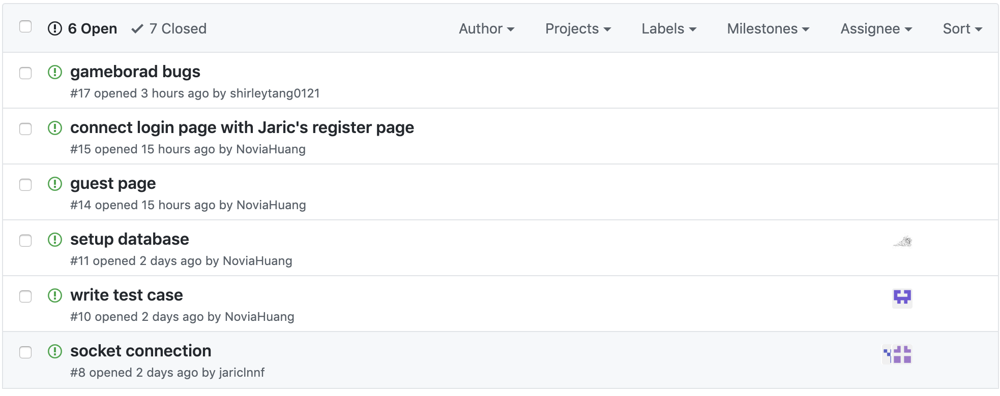 6 Open 7 Closed Author Projects Labels Milestones Assignee Sort
gameborad bugs
#17 opened 3 hours ago by shirleytang0121
connect login page with Jaric's register page
#15 opened 15 hours ago by NoviaHuang
guest page
#14 opened 15 hours ago by NoviaHuang
setup database
#11 opened 2 days ago by NoviaHuang
write test case
#10 opened 2 days ago by NoviaHuang
socket connection
#8 opened 2 days ago by jariclnnf